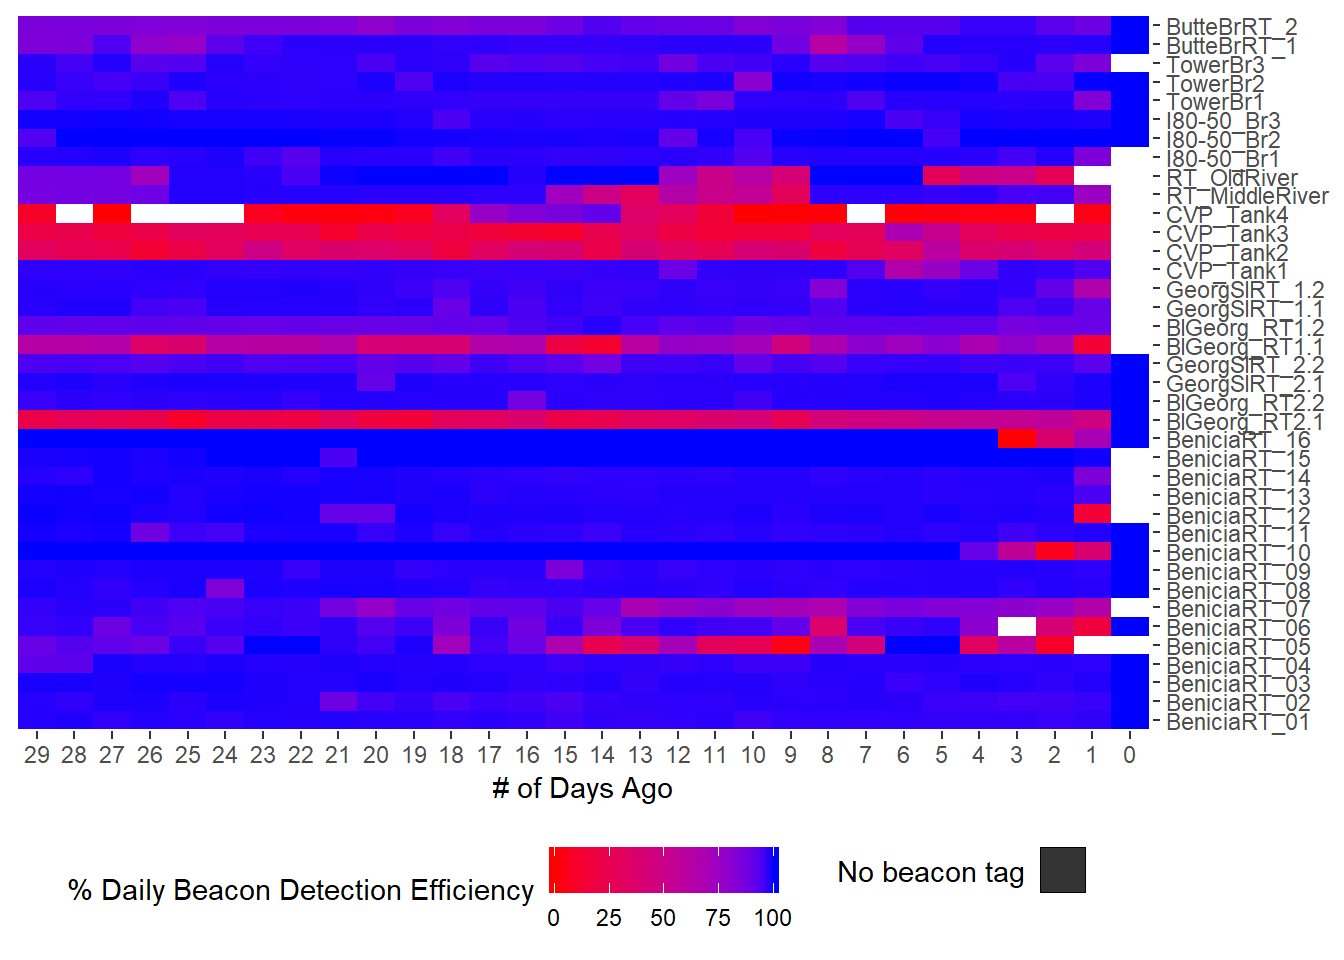 ButteBrRT_2
ButteBrRT_1
TowerBr3
TowerBr2
TowerBr1
I80-50_Br3
I80-50_Br2
I80-50_Br1
RT_OldRiver
RT_MiddleRiver
CVP_Tank4
CVP_Tank3
CVP_Tank2
CVP_Tank1
GeorgSlRT_1.2
GeorgSlRT_1.1
BlGeorg_RT1.2
BlGeorg_RT1.1
GeorgSlRT_2.2
GeorgSlRT_2.1
BlGeorg_RT2.2
BlGeorg_RT2.1
BeniciaRT_16
BeniciaRT_15
BeniciaRT_14
BeniciaRT_13
BeniciaRT_12
BeniciaRT_11
BeniciaRT_10
BeniciaRT_09
BeniciaRT_08
BeniciaRT_07
BeniciaRT_06
BeniciaRT_05
BeniciaRT_04
BeniciaRT_03
BeniciaRT_02
BeniciaRT_01
29 28 27 26 25 24 23 22 21 20 19 18 17 16 15 14 13 12 11 10 9 8 7 6 5 4 3 2 1 0
# of Days Ago
% Daily Beacon Detection Efficiency
0 25 50 75 100
No beacon tag